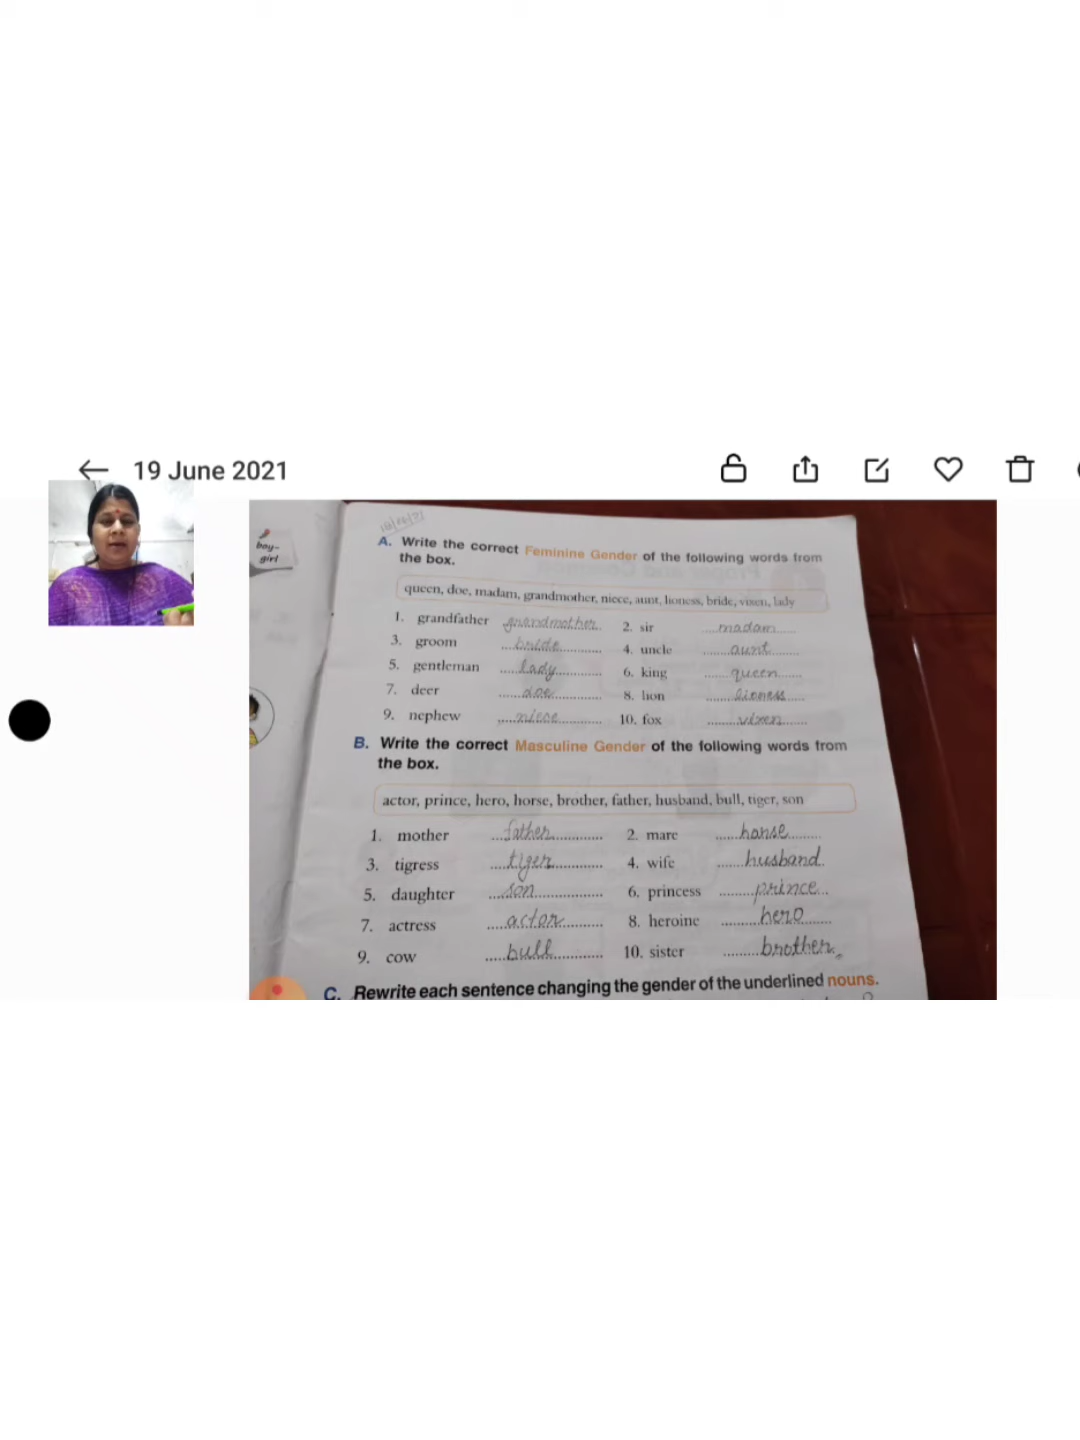 19 June 2021
boy-
girl
A. Write the correct Feminine Gender of the following words from
the box.
queen, doe, madam, grandmother, niece, aunt, lioness, bride, vixen, lady
1. grandfather grandmother 2. sir madam
3. groom bride 4. uncle aunt
5. gentleman lady 6. king queen
7. deer doe 8. lion lioness
9. nephew niece 10. fox vixen
B. Write the correct Masculine Gender of the following words from
the box.
actor, prince, hero, horse, brother, father, husband, bull, tiger, son
1. mother father 2. mare horse
3. tigress tiger 4. wife husband
5. daughter son 6. princess prince
7. actress actor 8. heroine hero
9. cow bull 10. sister brother
C. Rewrite each sentence changing the gender of the underlined nouns.